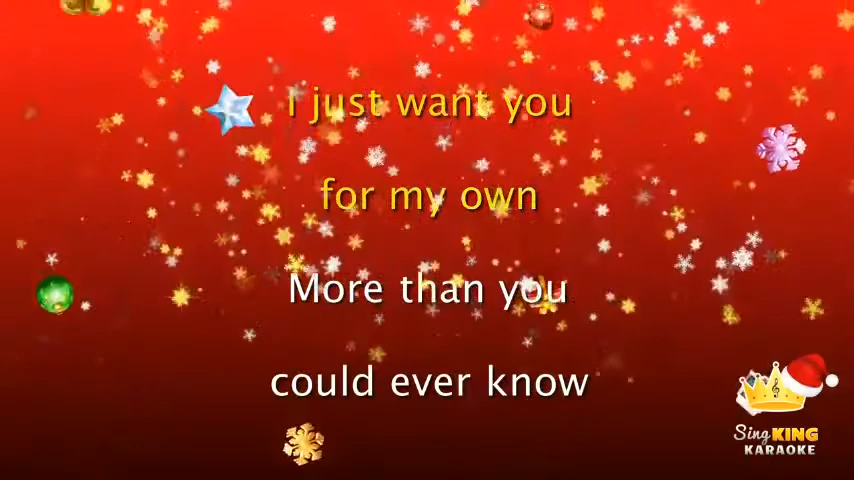 I just want you
for my own
More than you
could ever know
Sing KING
KARAOKE